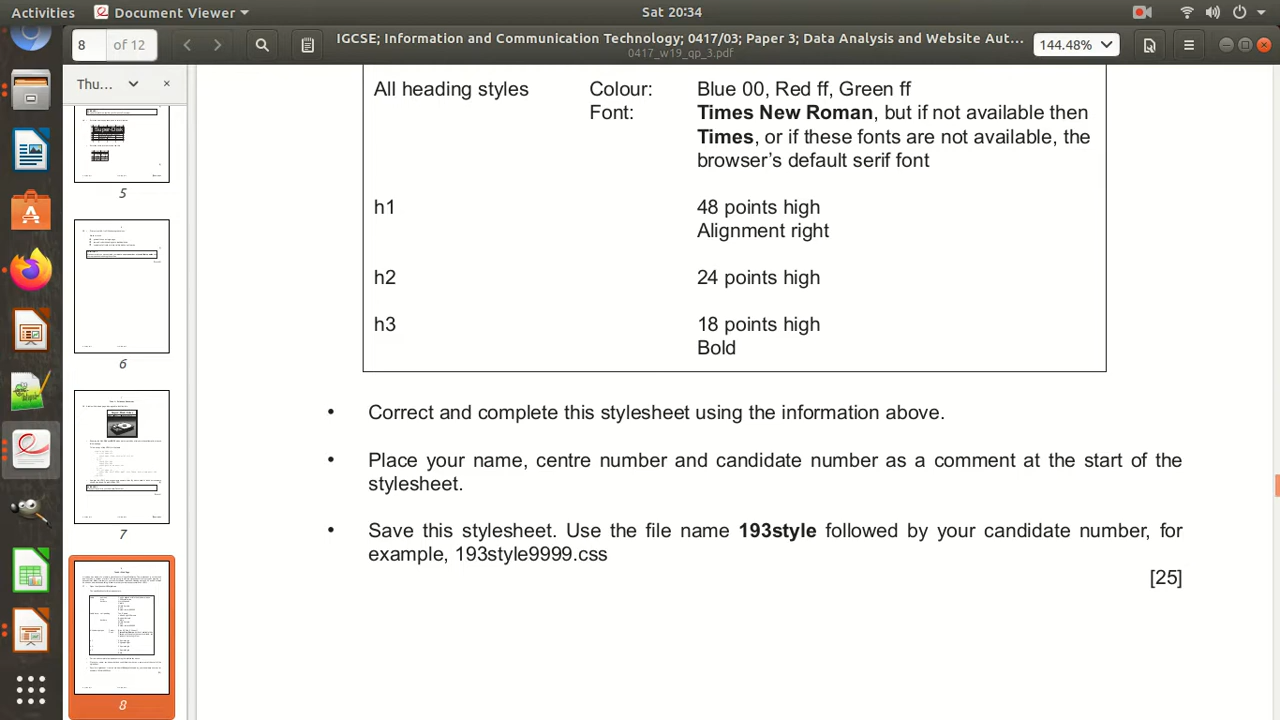 Activities Document Viewer Sat 20:34
8 of 12 IGCSE; Information and Communication Technology; 0417/03; Paper 3; Data Analysis and Website Aut... 144.48%
0417_w19_qp_3.pdf
Thu...
5
6
7
8
All heading styles Colour: Blue 00, Red ff, Green ff
Font: Times New Roman, but if not available then
Times, or if these fonts are not available, the
browser's default serif font
h1 48 points high
Alignment right
h2 24 points high
h3 18 points high
Bold
• Correct and complete this stylesheet using the information above.
• Place your name, centre number and candidate number as a comment at the start of the
stylesheet.
• Save this stylesheet. Use the file name 193style followed by your candidate number, for
example, 193style9999.css
[25]